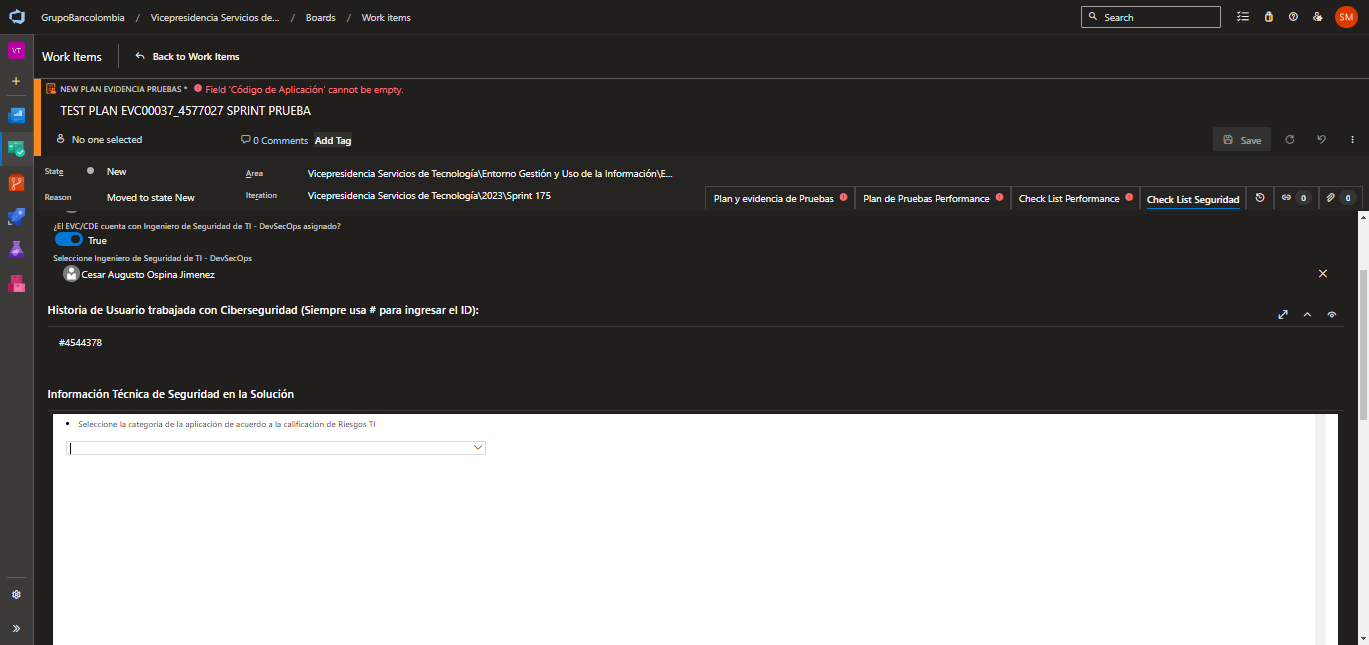 GrupoBancolombia / Vicepresidencia Servicios de... / Boards / Work items
Search
SM
VT
Work Items
Back to Work Items
NEW PLAN EVIDENCIA PRUEBAS * Field 'Código de Aplicación' cannot be empty.
TEST PLAN EVC00037_4577027 SPRINT PRUEBA
No one selected
0 Comments
Add Tag
Save
State
New
Area
Vicepresidencia Servicios de Tecnología\Entorno Gestión y Uso de la Información\E...
Reason
Moved to state New
Iteration
Vicepresidencia Servicios de Tecnología\2023\Sprint 175
Plan y evidencia de Pruebas
Plan de Pruebas Performance
Check List Performance
Check List Seguridad
0
0
¿El EVC/CDE cuenta con Ingeniero de Seguridad de TI - DevSecOps asignado?
True
Seleccione Ingeniero de Seguridad de TI - DevSecOps
Cesar Augusto Ospina Jimenez
Historia de Usuario trabajada con Ciberseguridad (Siempre usa # para ingresar el ID):
#4544378
Información Técnica de Seguridad en la Solución
• Seleccione la categoria de la aplicación de acuerdo a la calificación de Riesgos TI